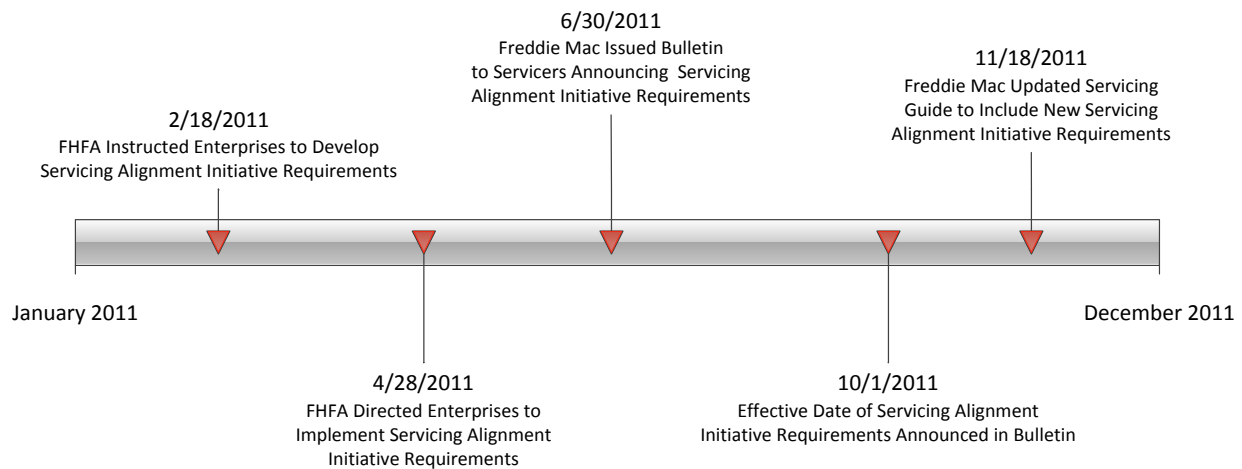 6/30/2011
Freddie Mac Issued Bulletin
to Servicers Announcing Servicing
Alignment Initiative Requirements
11/18/2011
Freddie Mac Updated Servicing
Guide to Include New Servicing
Alignment Initiative Requirements
2/18/2011
FHFA Instructed Enterprises to Develop
Servicing Alignment Initiative Requirements
January 2011
December 2011
4/28/2011
FHFA Directed Enterprises to
Implement Servicing Alignment
Initiative Requirements
10/1/2011
Effective Date of Servicing Alignment
Initiative Requirements Announced in Bulletin